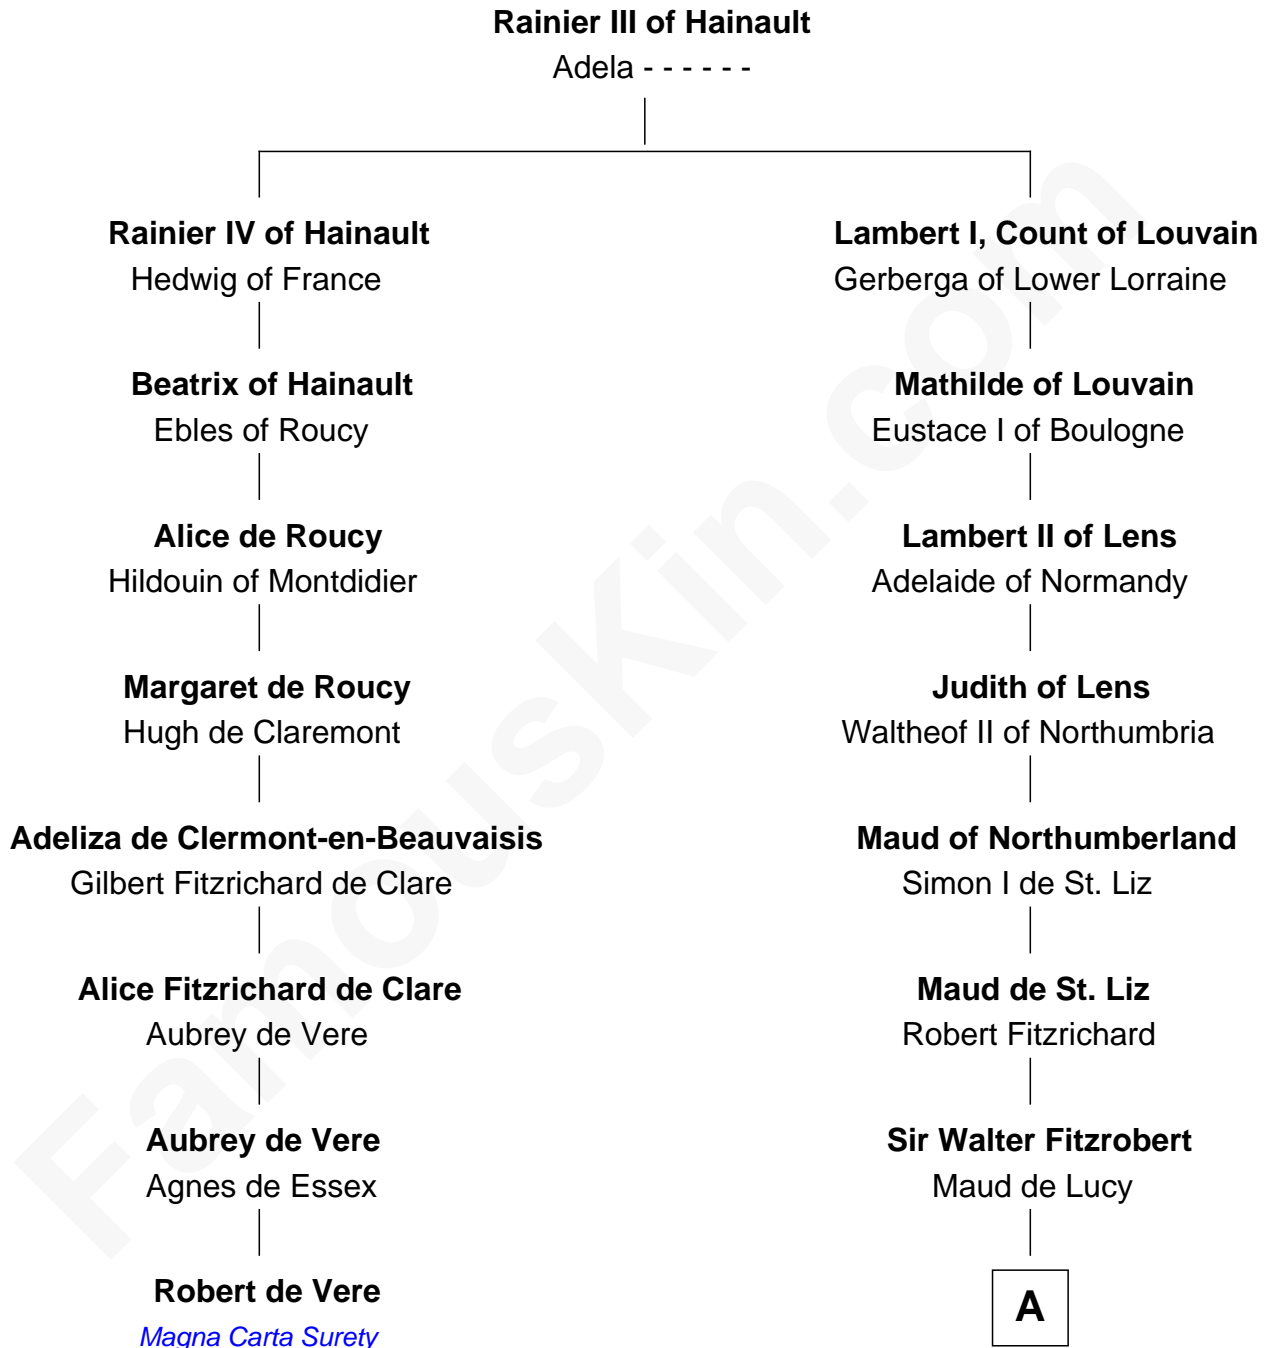 Rainier III of Hainault
Adela - - - - - -
Rainier IV of Hainault
Hedwig of France
Lambert I, Count of Louvain
Gerberga of Lower Lorraine
Beatrix of Hainault
Ebles of Roucy
Mathilde of Louvain
Eustace I of Boulogne
Alice de Roucy
Hildouin of Montdidier
Lambert II of Lens
Adelaide of Normandy
Margaret de Roucy
Hugh de Claremont
Judith of Lens
Waltheof II of Northumbria
Adeliza de Clermont-en-Beauvaisis
Gilbert Fitzrichard de Clare
Maud of Northumberland
Simon I de St. Liz
Alice Fitzrichard de Clare
Aubrey de Vere
Maud de St. Liz
Robert Fitzrichard
Aubrey de Vere
Agnes de Essex
Sir Walter Fitzrobert
Maud de Lucy
Robert de Vere
Magna Carta Surety
A
FamousKin.com